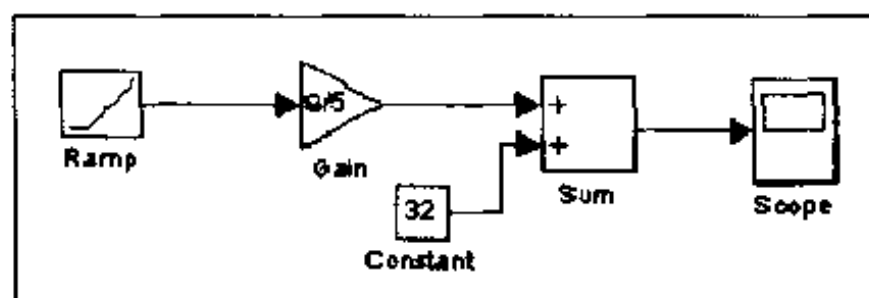 9/5
+
+
Ramp
Gain
32
Sum
Scope
Constant